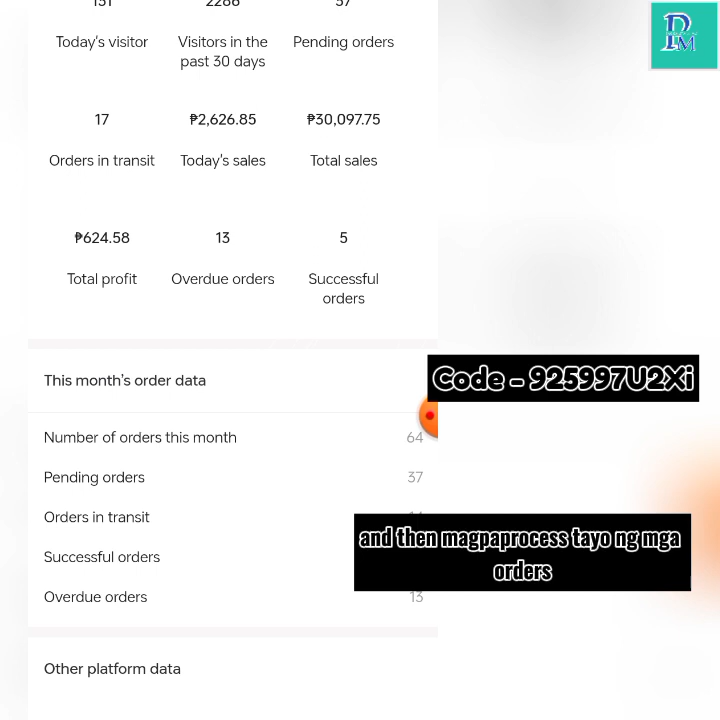 151 2286 57
Today's visitor Visitors in the Pending orders
past 30 days
17 ₱2,626.85 ₱30,097.75
Orders in transit Today's sales Total sales
₱624.58 13 5
Total profit Overdue orders Successful
orders
This month's order data
Code - 925997U2Xi
Number of orders this month 64
Pending orders 37
Orders in transit
and then magpaprocess tayo ng mga
orders
Successful orders
Overdue orders 13
Other platform data